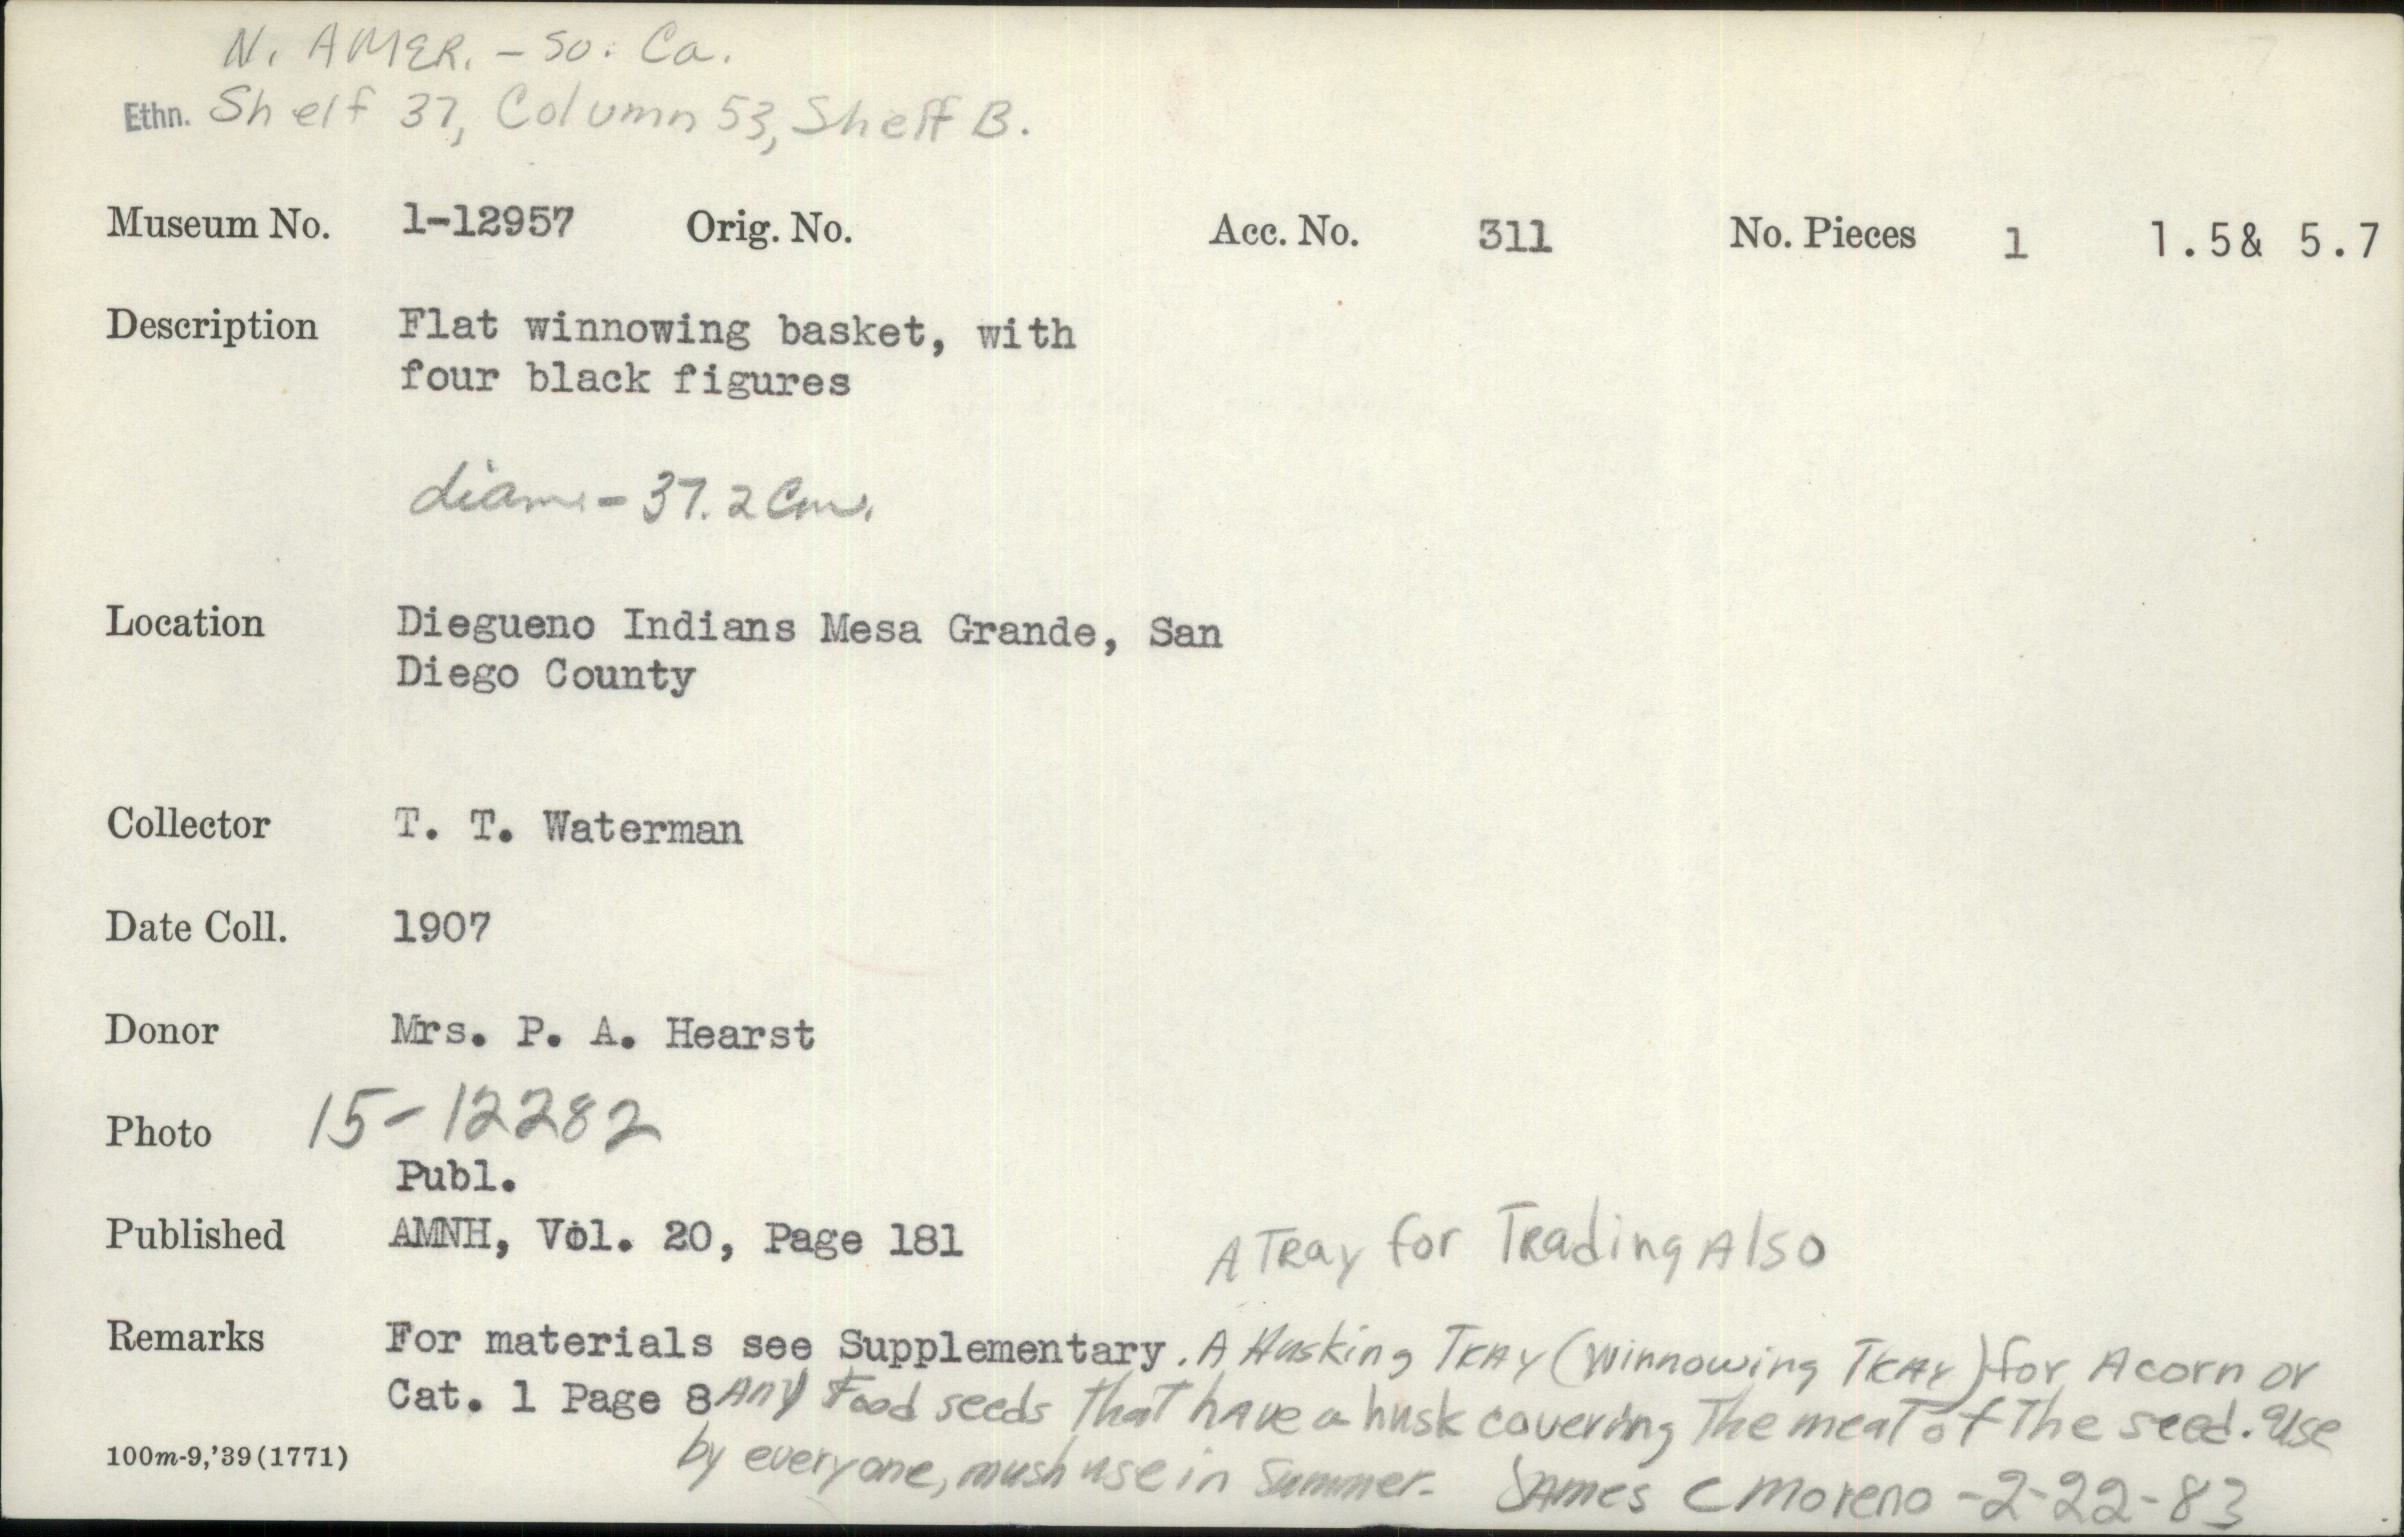 N. AMER. - So. Ca.
Ethn. Shelf 37, Column 53, Shelf B.
Museum No. 1-12957 Orig. No. Acc. No. 311 No. Pieces 1 1.5& 5.7
Description Flat winnowing basket, with
four black figures
diam. - 37.2 Cm.
Location Diegueno Indians Mesa Grande, San
Diego County
Collector T. T. Waterman
Date Coll. 1907
Donor Mrs. P. A. Hearst
Photo 15-12282
Publ.
Published AMNH, Vol. 20, Page 181
A TRay for TRading Also
Remarks For materials see Supplementary. A Husking TRAY (Winnowing TRAY) for Acorn or
Cat. 1 Page 8 Any Food seeds that have a husk covering The meat of The seed. Use
by everyone, mush use in Summer. James C Moreno - 2-22-83
100m-9,'39(1771)